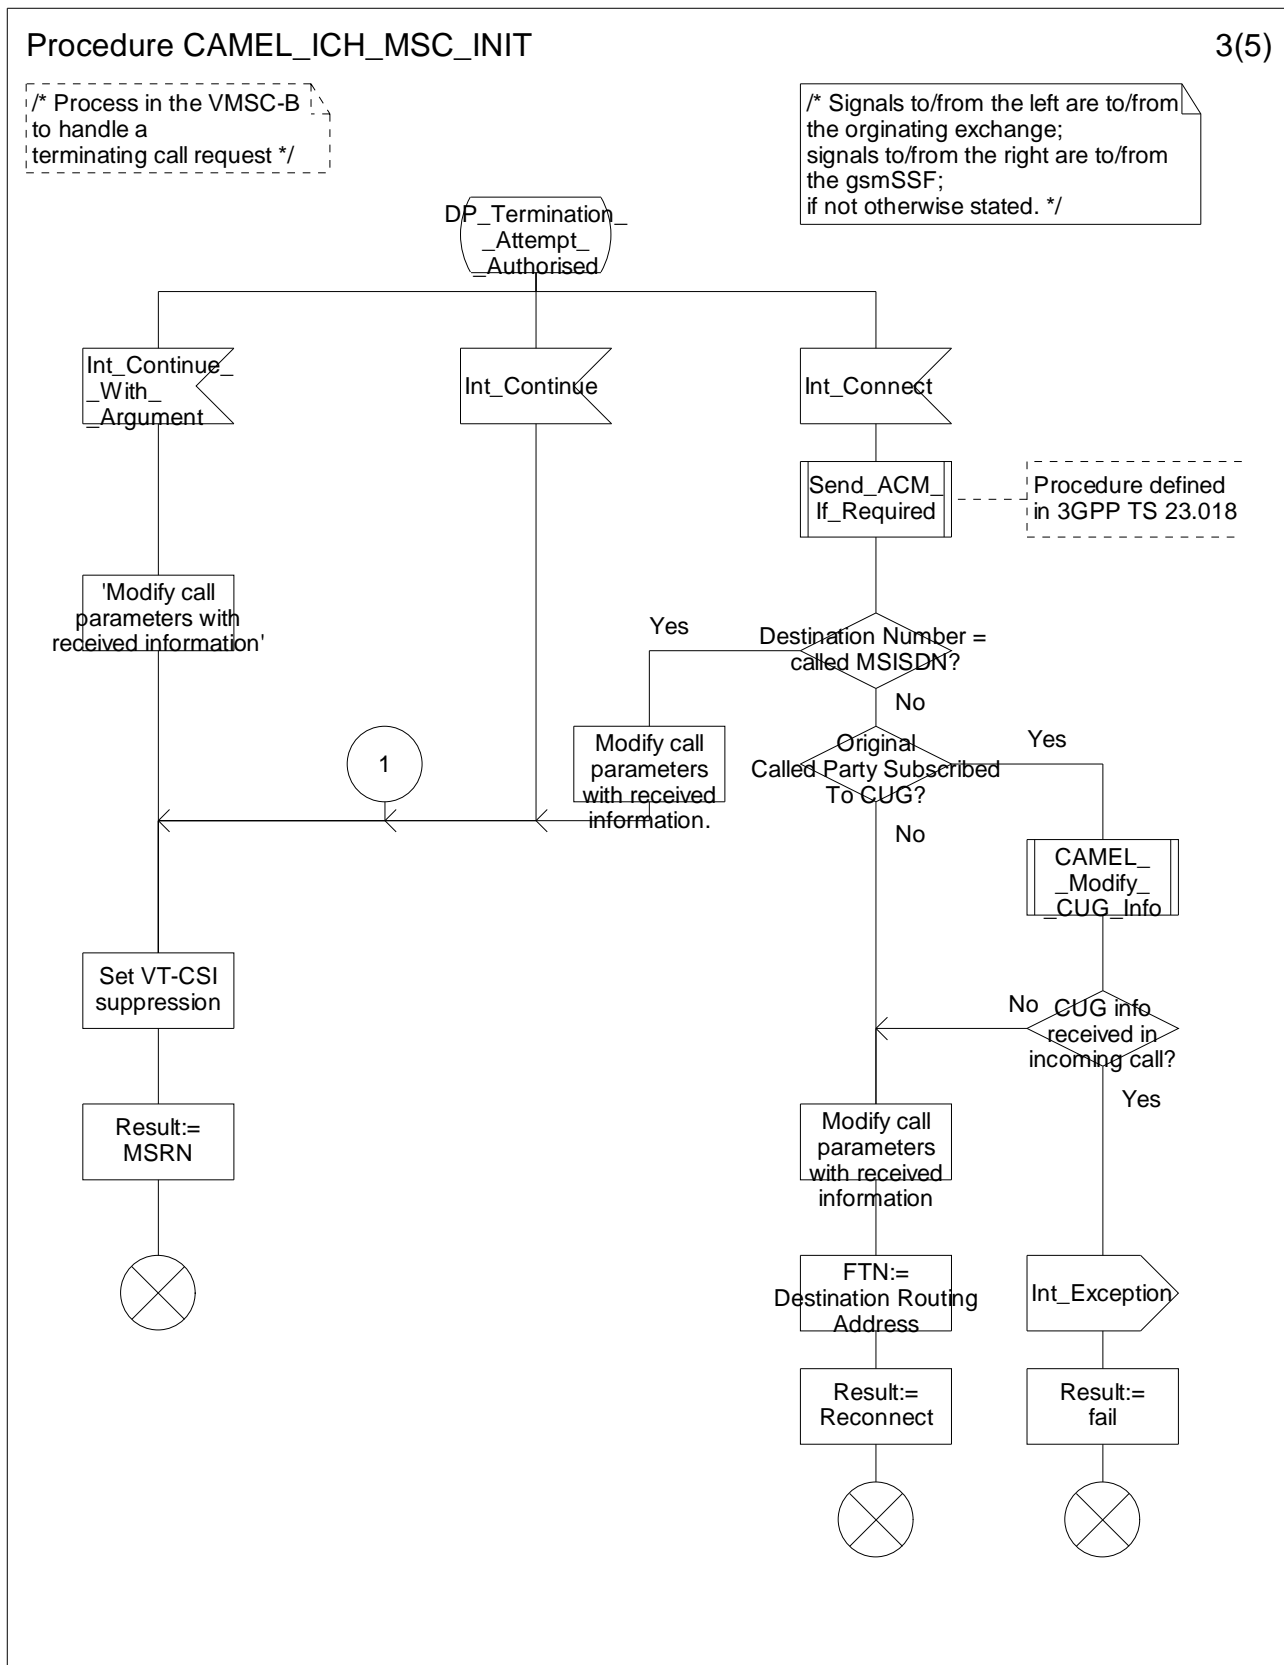 Procedure CAMEL_ICH_MSC_INIT
3(5)
/* Process in the VMSC-B
to handle a
terminating call request */
/* Signals to/from the left are to/from
the orginating exchange;
signals to/from the right are to/from
the gsmSSF;
if not otherwise stated. */
DP_Termination_
_Attempt_
_Authorised
Int_Continue_
_With_
_Argument
Int_Continue
Int_Connect
Send_ACM_
If_Required
Procedure defined
in 3GPP TS 23.018
'Modify call
parameters with
received information'
Yes
Destination Number =
called MSISDN?
No
1
Modify call
parameters
with received
information.
Original
Called Party Subscribed
To CUG?
Yes
No
CAMEL_
_Modify_
_CUG_Info
Set VT-CSI
suppression
No
CUG info
received in
incoming call?
Yes
Result:=
MSRN
Modify call
parameters
with received
information
FTN:=
Destination Routing
Address
Int_Exception
Result:=
Reconnect
Result:=
fail